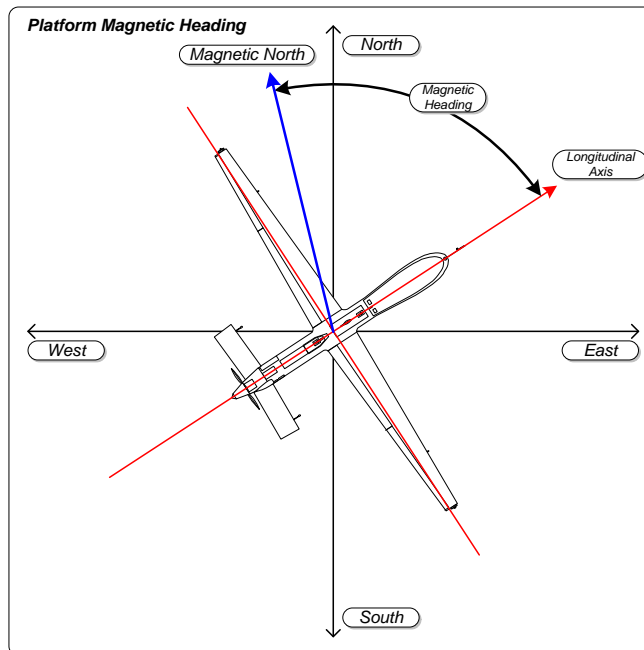 Platform Magnetic Heading
North
Magnetic North
Magnetic
Heading
Longitudinal
Axis
West
East
South